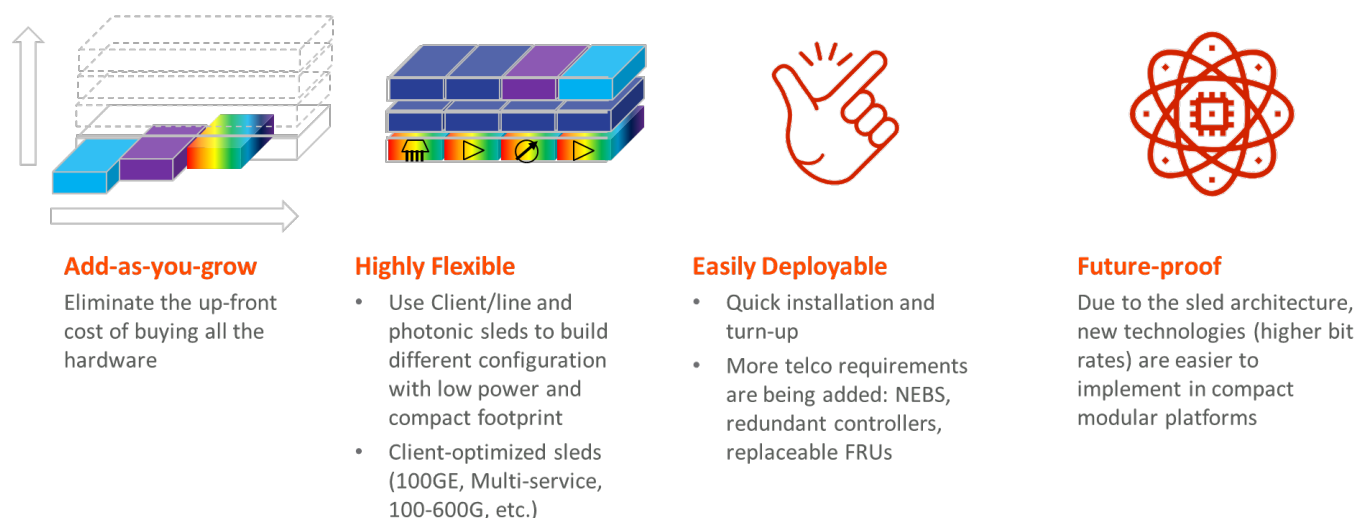 Add-as-you-grow
Eliminate the up-front
cost of buying all the
hardware
Highly Flexible
• Use Client/line and
photonic sleds to build
different configuration
with low power and
compact footprint
• Client-optimized sleds
(100GE, Multi-service,
100-600G, etc.)
Easily Deployable
• Quick installation and
turn-up
• More telco requirements
are being added: NEBS,
redundant controllers,
replaceable FRUs
Future-proof
Due to the sled architecture,
new technologies (higher bit
rates) are easier to
implement in compact
modular platforms